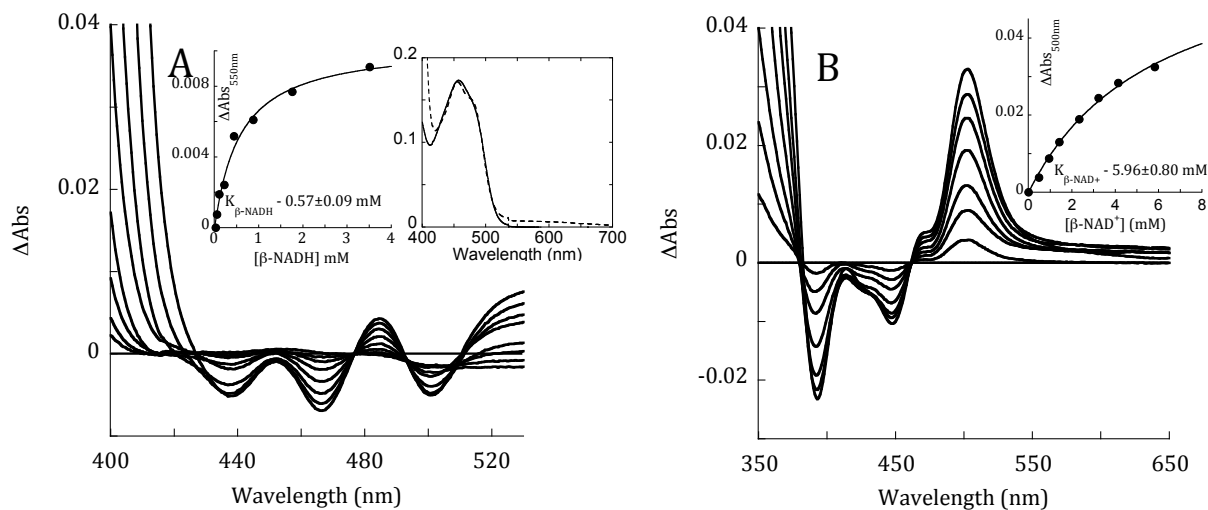 A
0.04
0.02
0
ΔAbs
400
440
480
520
Wavelength (nm)
0.008
0.004
0
ΔAbs550nm
Kβ-NADH - 0.57±0.09 mM
0
1
2
3
4
[β-NADH] mM
0.2
0.1
0
400
500
600
700
Wavelength (nm)
B
0.04
0.02
0
-0.02
ΔAbs
350
450
550
650
Wavelength (nm)
0.04
0.02
0.00
ΔAbs500nm
Kβ-NAD+ - 5.96±0.80 mM
0
2
4
6
8
[β-NAD+] (mM)